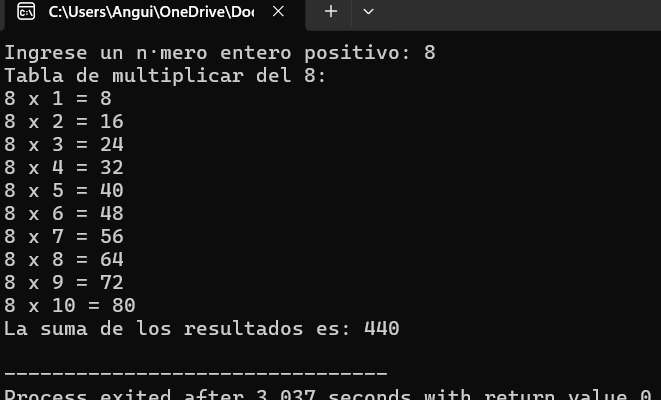 C:\Users\Angui\OneDrive\Doc
Ingrese un n·mero entero positivo: 8
Tabla de multiplicar del 8:
8 x 1 = 8
8 x 2 = 16
8 x 3 = 24
8 x 4 = 32
8 x 5 = 40
8 x 6 = 48
8 x 7 = 56
8 x 8 = 64
8 x 9 = 72
8 x 10 = 80
La suma de los resultados es: 440
--------------------------------
Process exited after 3.037 seconds with return value 0